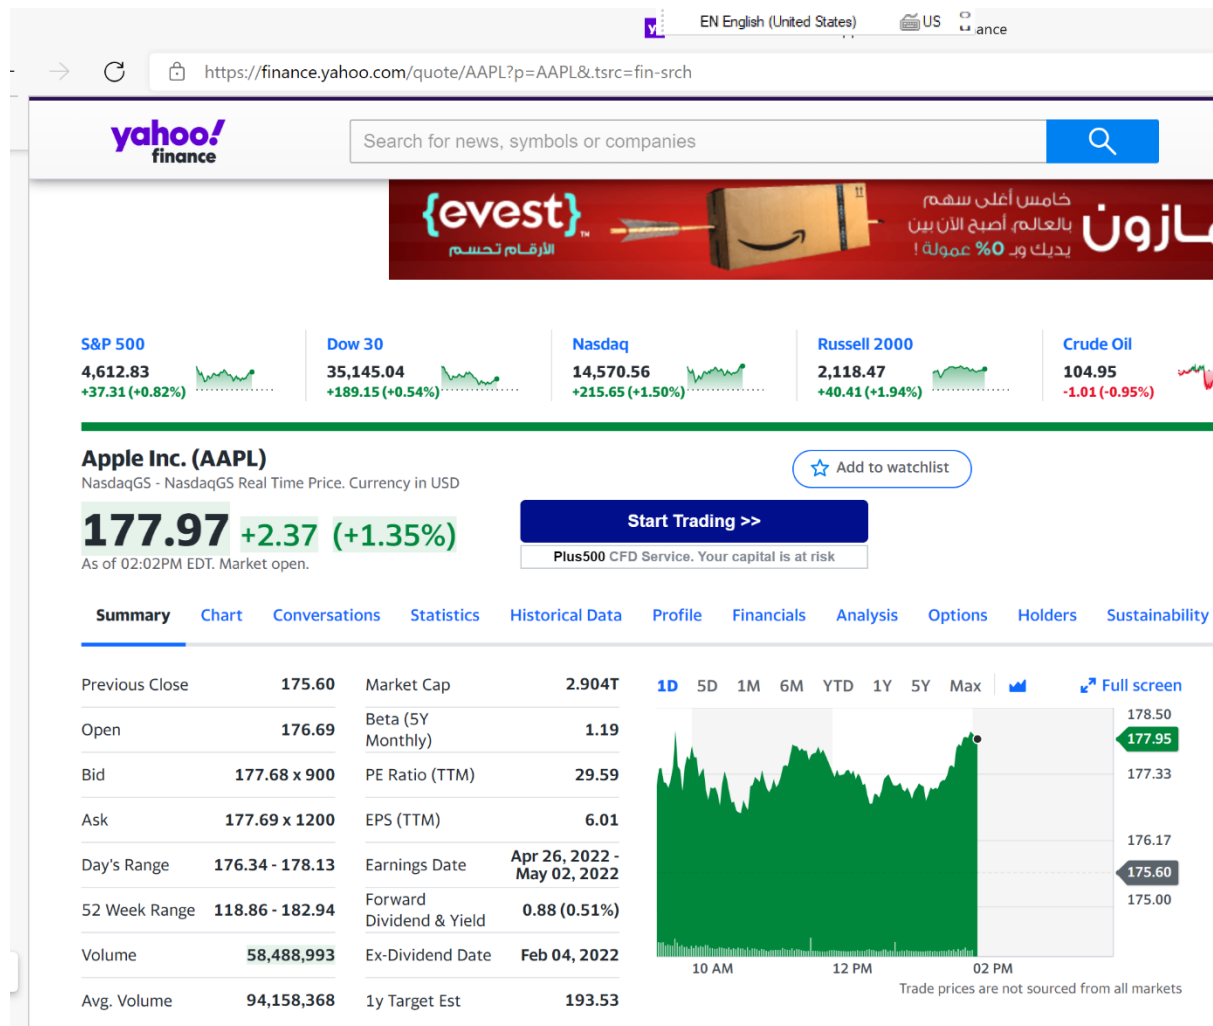 EN English (United States) US
ance
https://finance.yahoo.com/quote/AAPL?p=AAPL&.tsrc=fin-srch
yahoo!
finance
Search for news, symbols or companies
{evest}™
الأرقام تحسم
خامس أغلى سهم
بالعالم, أصبح الآن بين
يديك وبـ 0% عمولة !
ـازون
S&P 500
4,612.83
+37.31 (+0.82%)
Dow 30
35,145.04
+189.15 (+0.54%)
Nasdaq
14,570.56
+215.65 (+1.50%)
Russell 2000
2,118.47
+40.41 (+1.94%)
Crude Oil
104.95
-1.01 (-0.95%)
Apple Inc. (AAPL)
NasdaqGS - NasdaqGS Real Time Price. Currency in USD
Add to watchlist
177.97 +2.37 (+1.35%)
As of 02:02PM EDT. Market open.
Start Trading >>
Plus500 CFD Service. Your capital is at risk
Summary Chart Conversations Statistics Historical Data Profile Financials Analysis Options Holders Sustainability
Previous Close 175.60
Open 176.69
Bid 177.68 x 900
Ask 177.69 x 1200
Day's Range 176.34 - 178.13
52 Week Range 118.86 - 182.94
Volume 58,488,993
Avg. Volume 94,158,368
Market Cap 2.904T
Beta (5Y
Monthly) 1.19
PE Ratio (TTM) 29.59
EPS (TTM) 6.01
Earnings Date Apr 26, 2022 -
May 02, 2022
Forward
Dividend & Yield 0.88 (0.51%)
Ex-Dividend Date Feb 04, 2022
1y Target Est 193.53
1D 5D 1M 6M YTD 1Y 5Y Max Full screen
178.50
177.95
177.33
176.17
175.60
175.00
10 AM 12 PM 02 PM
Trade prices are not sourced from all markets